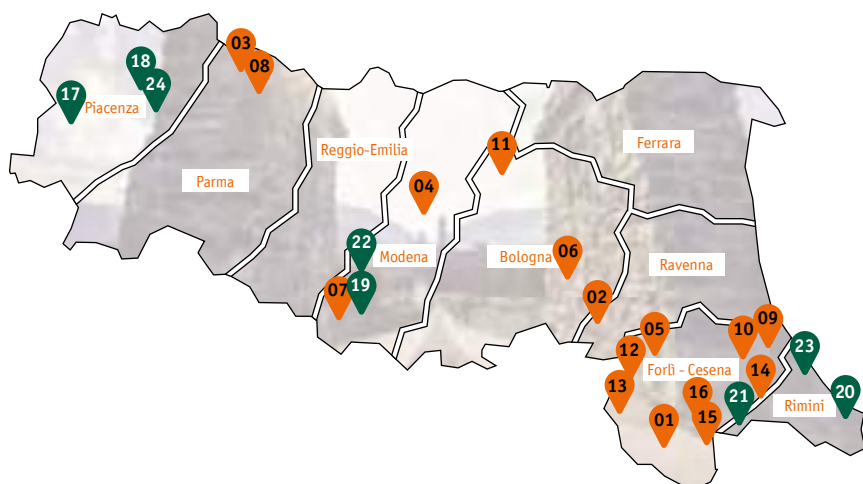 03
18
08
24
17
Piacenza
Ferrara
11
Reggio-Emilia
Parma
04
22
06
Modena
Bologna
Ravenna
07
19
02
09
05
10
23
12
Forlì - Cesena
14
13
16
21
20
Rimini
01
15